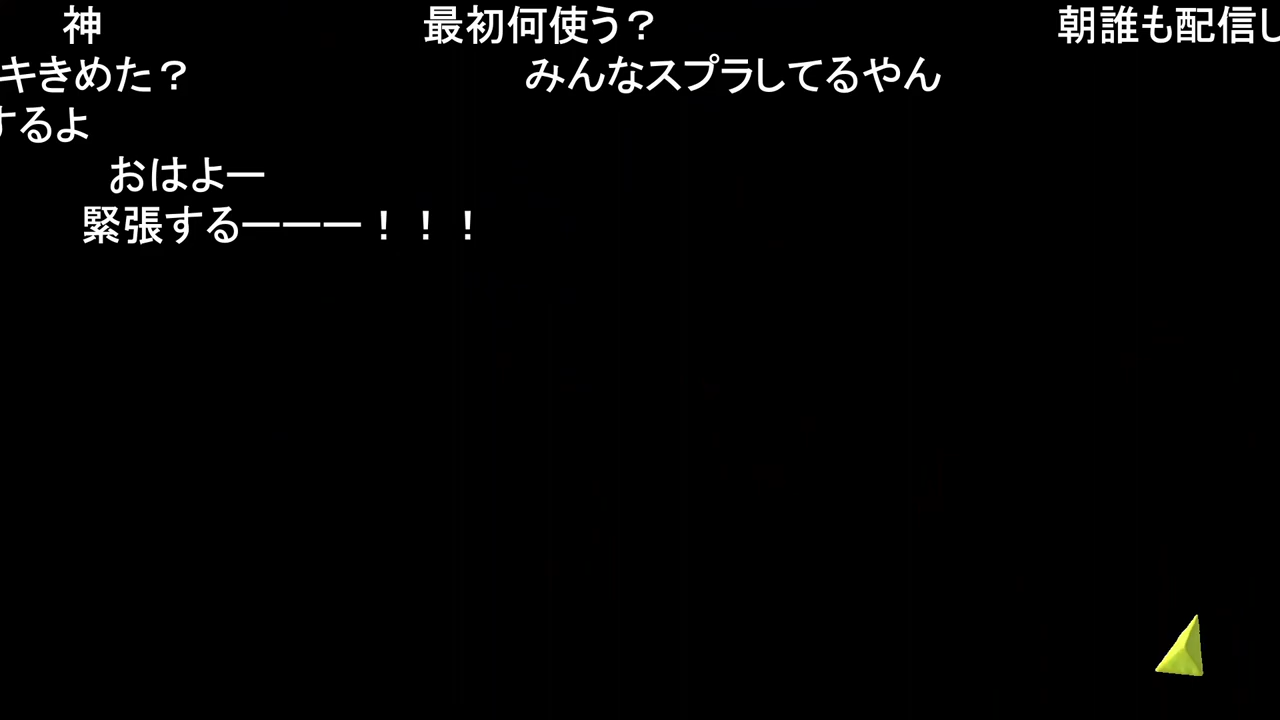 神
最初何使う？
朝誰も配信し
キきめた？
みんなスプラしてるやん
するよ
おはよー
緊張するーーー！！！